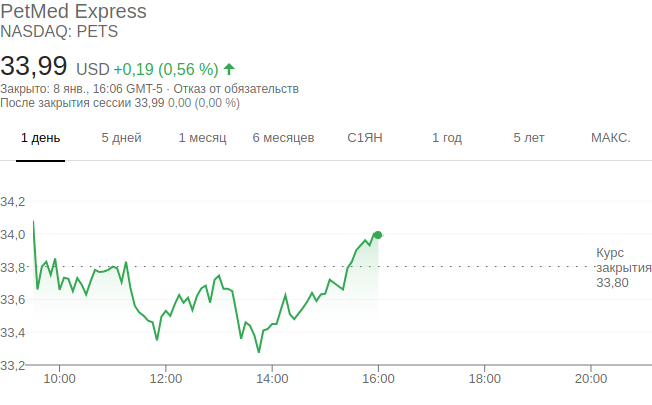 PetMed Express
NASDAQ: PETS
33,99 USD +0,19 (0,56 %)
Закрыто: 8 янв., 16:06 GMT-5 · Отказ от обязательств
После закрытия сессии 33,99 0,00 (0,00 %)
1 день 5 дней 1 месяц 6 месяцев С1ЯН 1 год 5 лет МАКС.
34,2
34,0
33,8
33,6
33,4
33,2
Курс
закрытия
33,80
10:00 12:00 14:00 16:00 18:00 20:00